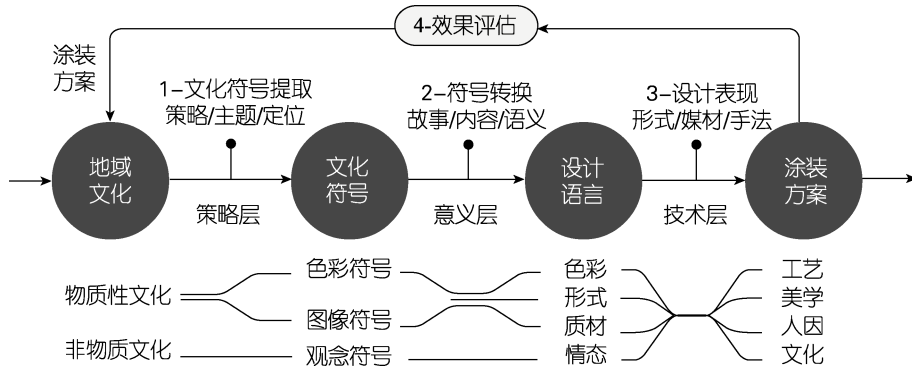 4-效果评估
涂装
方案
1-文化符号提取
策略/主题/定位
2-符号转换
故事/内容/语义
3-设计表现
形式/媒材/手法
地域
文化
文化
符号
设计
语言
涂装
方案
策略层
意义层
技术层
物质性文化
非物质文化
色彩符号
图像符号
观念符号
色彩
形式
质材
情态
工艺
美学
人因
文化